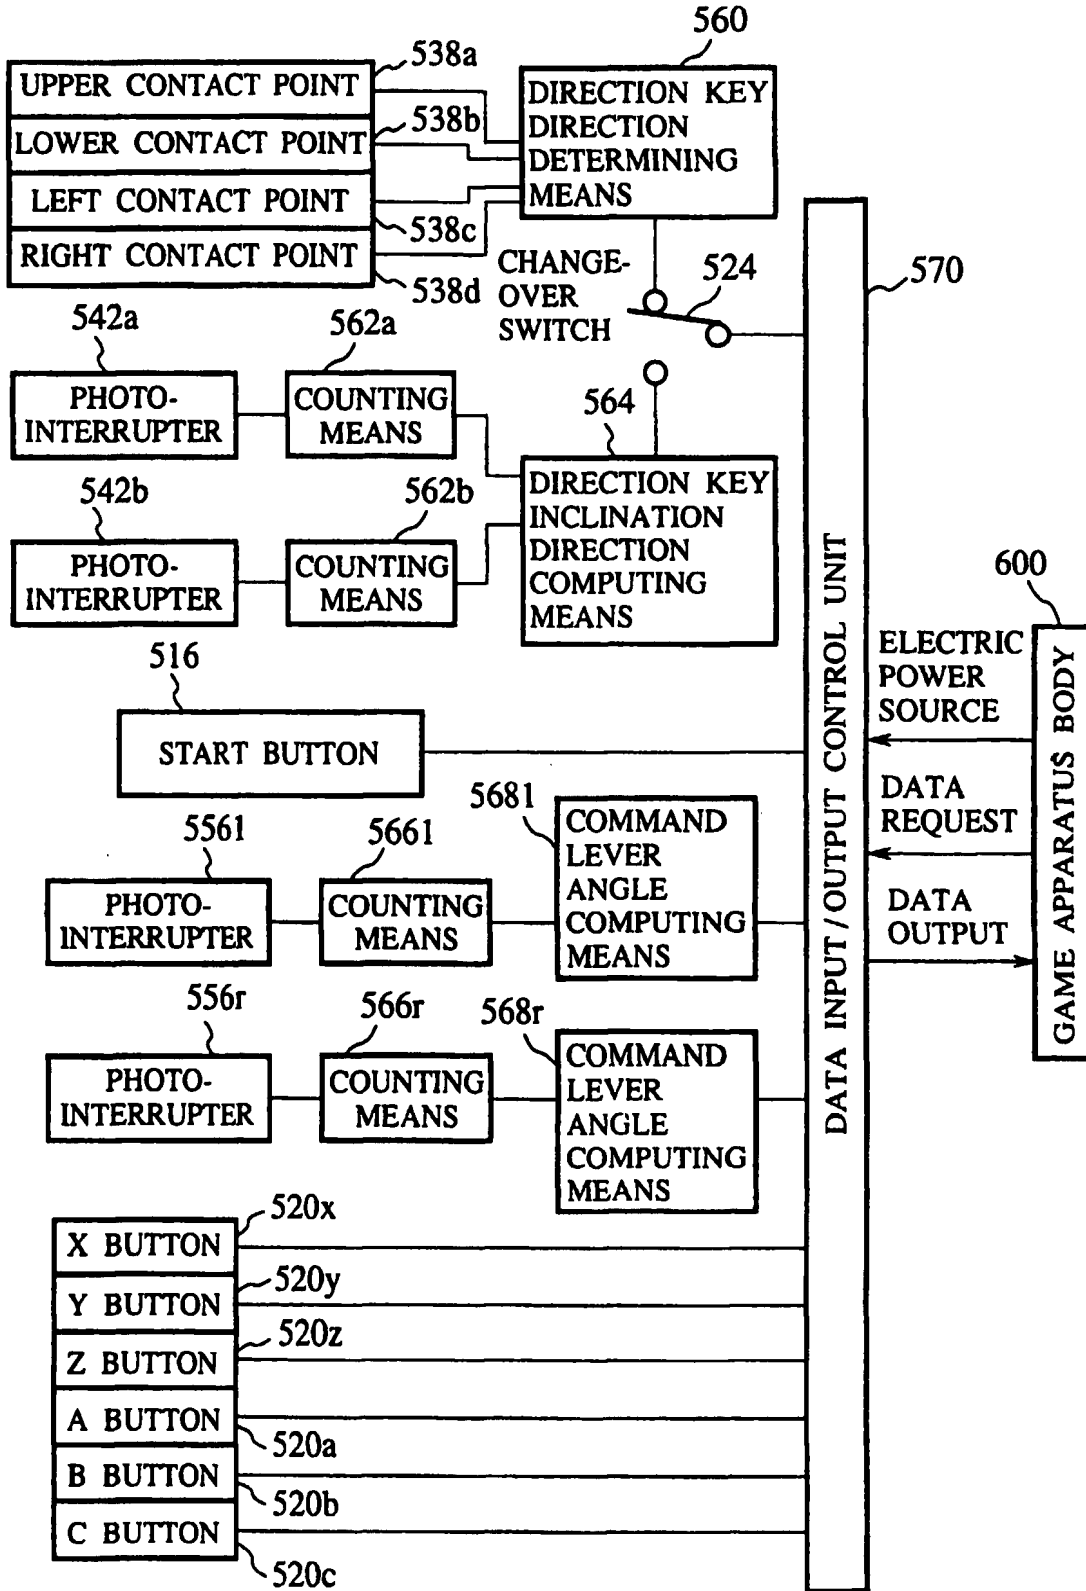 560
538a
UPPER CONTACT POINT
538b
LOWER CONTACT POINT
LEFT CONTACT POINT
538c
RIGHT CONTACT POINT
538d
DIRECTION KEY
DIRECTION
DETERMINING
MEANS
CHANGE-
OVER
SWITCH
524
570
542a
PHOTO-
INTERRUPTER
562a
COUNTING
MEANS
564
DIRECTION KEY
INCLINATION
DIRECTION
COMPUTING
MEANS
542b
PHOTO-
INTERRUPTER
562b
COUNTING
MEANS
516
START BUTTON
5561
PHOTO-
INTERRUPTER
5661
COUNTING
MEANS
5681
COMMAND
LEVER
ANGLE
COMPUTING
MEANS
556r
PHOTO-
INTERRUPTER
566r
COUNTING
MEANS
568r
COMMAND
LEVER
ANGLE
COMPUTING
MEANS
520x
X BUTTON
520y
Y BUTTON
520z
Z BUTTON
A BUTTON
520a
B BUTTON
520b
C BUTTON
520c
DATA INPUT/OUTPUT CONTROL UNIT
600
ELECTRIC
POWER
SOURCE
DATA
REQUEST
DATA
OUTPUT
GAME APPARATUS BODY